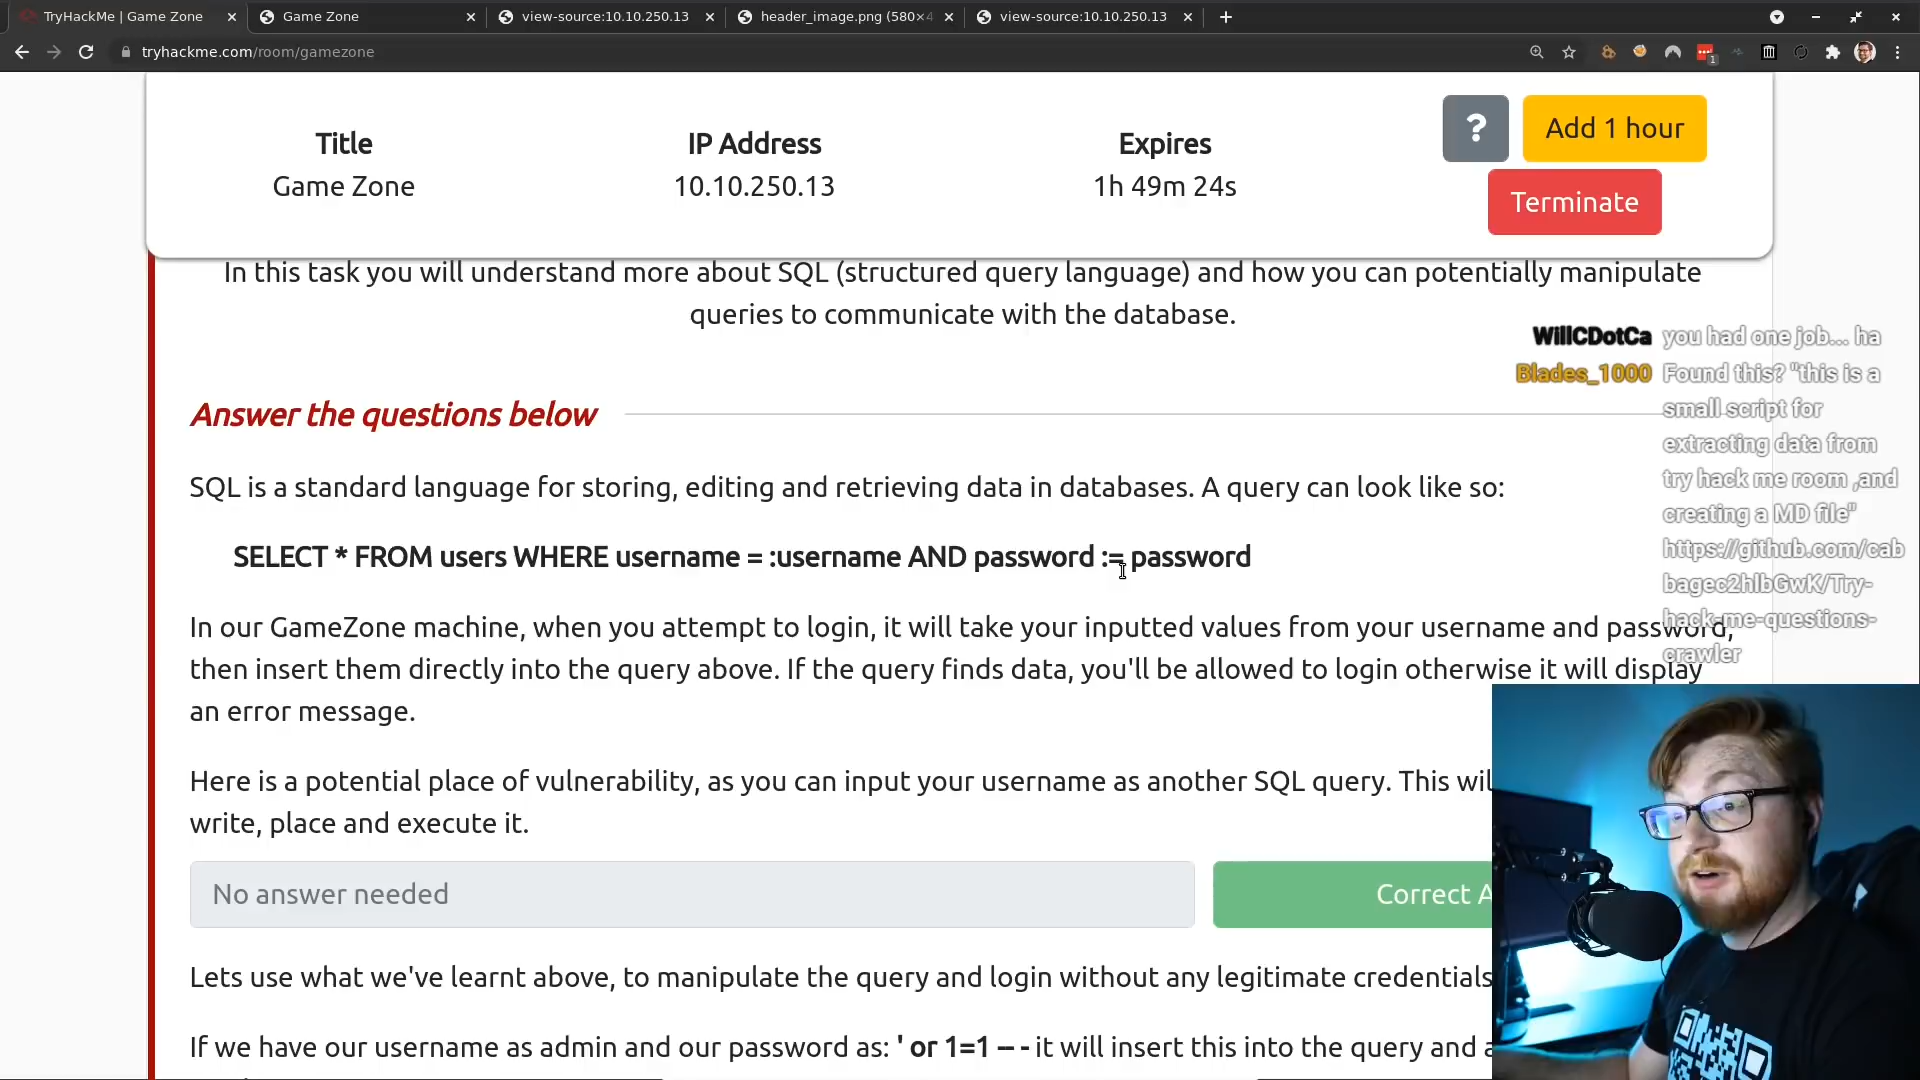 TryHackMe | Game Zone
Game Zone
view-source:10.10.250.13
header_image.png (580×4
view-source:10.10.250.13
tryhackme.com/room/gamezone
1
Title
IP Address
Expires
? Add 1 hour
Game Zone
10.10.250.13
1h 49m 24s
Terminate
In this task you will understand more about SQL (structured query language) and how you can potentially manipulate
queries to communicate with the database.
WillCDotCa you had one job... ha
Blades_1000 Found this? "this is a
small script for
extracting data from
try hack me room ,and
creating a MD file"
https://github.com/cab
bagec2hlbGwK/Try-
hack-me-questions-
crawler
Answer the questions below
SQL is a standard language for storing, editing and retrieving data in databases. A query can look like so:
SELECT * FROM users WHERE username = :username AND password := password
In our GameZone machine, when you attempt to login, it will take your inputted values from your username and password,
then insert them directly into the query above. If the query finds data, you'll be allowed to login otherwise it will display
an error message.
Here is a potential place of vulnerability, as you can input your username as another SQL query. This wil
write, place and execute it.
No answer needed
Correct A
Lets use what we've learnt above, to manipulate the query and login without any legitimate credentials
If we have our username as admin and our password as: ' or 1=1 -- - it will insert this into the query and a